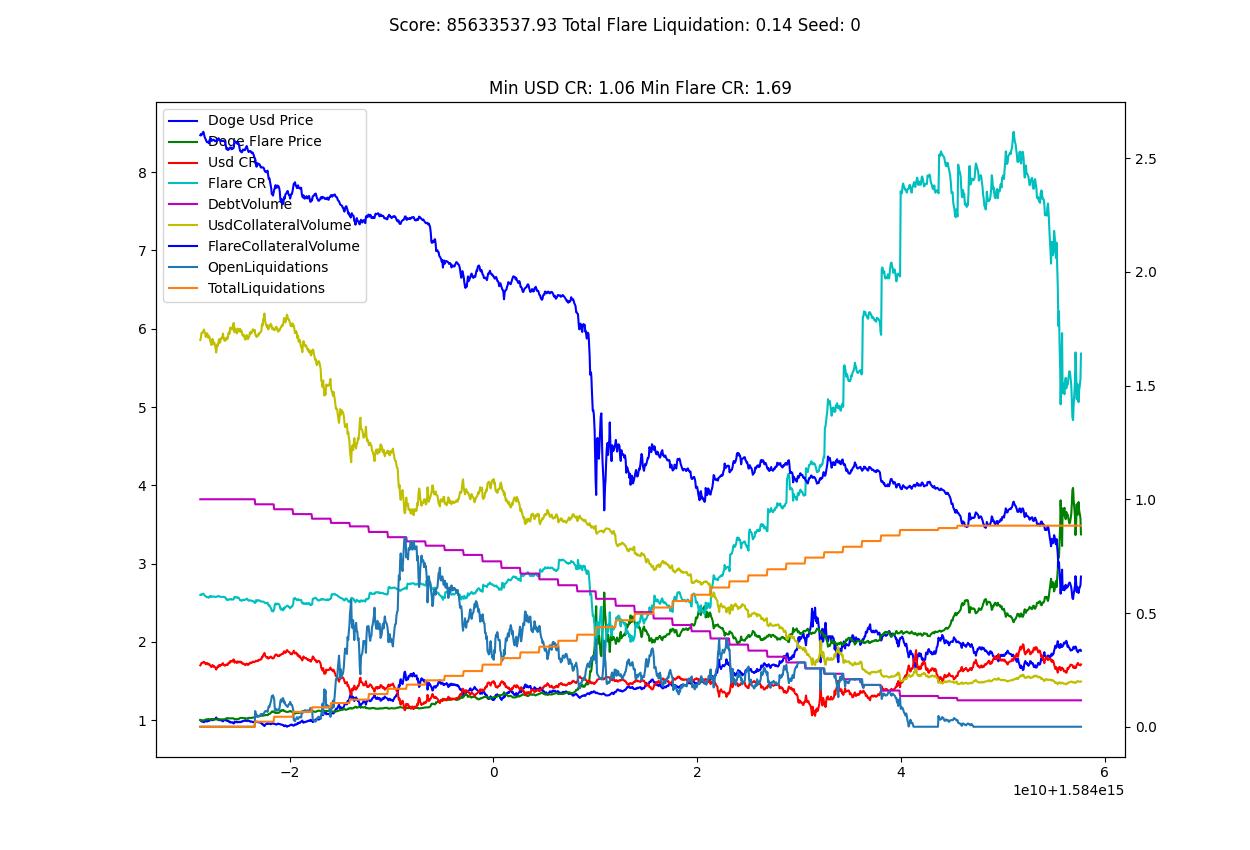 Score: 85633537.93 Total Flare Liquidation: 0.14 Seed: 0
Min USD CR: 1.06 Min Flare CR: 1.69
Doge Usd Price
Doge Flare Price
Usd CR
Flare CR
DebtVolume
UsdCollateralVolume
FlareCollateralVolume
OpenLiquidations
TotalLiquidations
8
7
6
5
4
3
2
1
2.5
2.0
1.5
1.0
0.5
0.0
−2
0
2
4
6
1e10+1.584e15